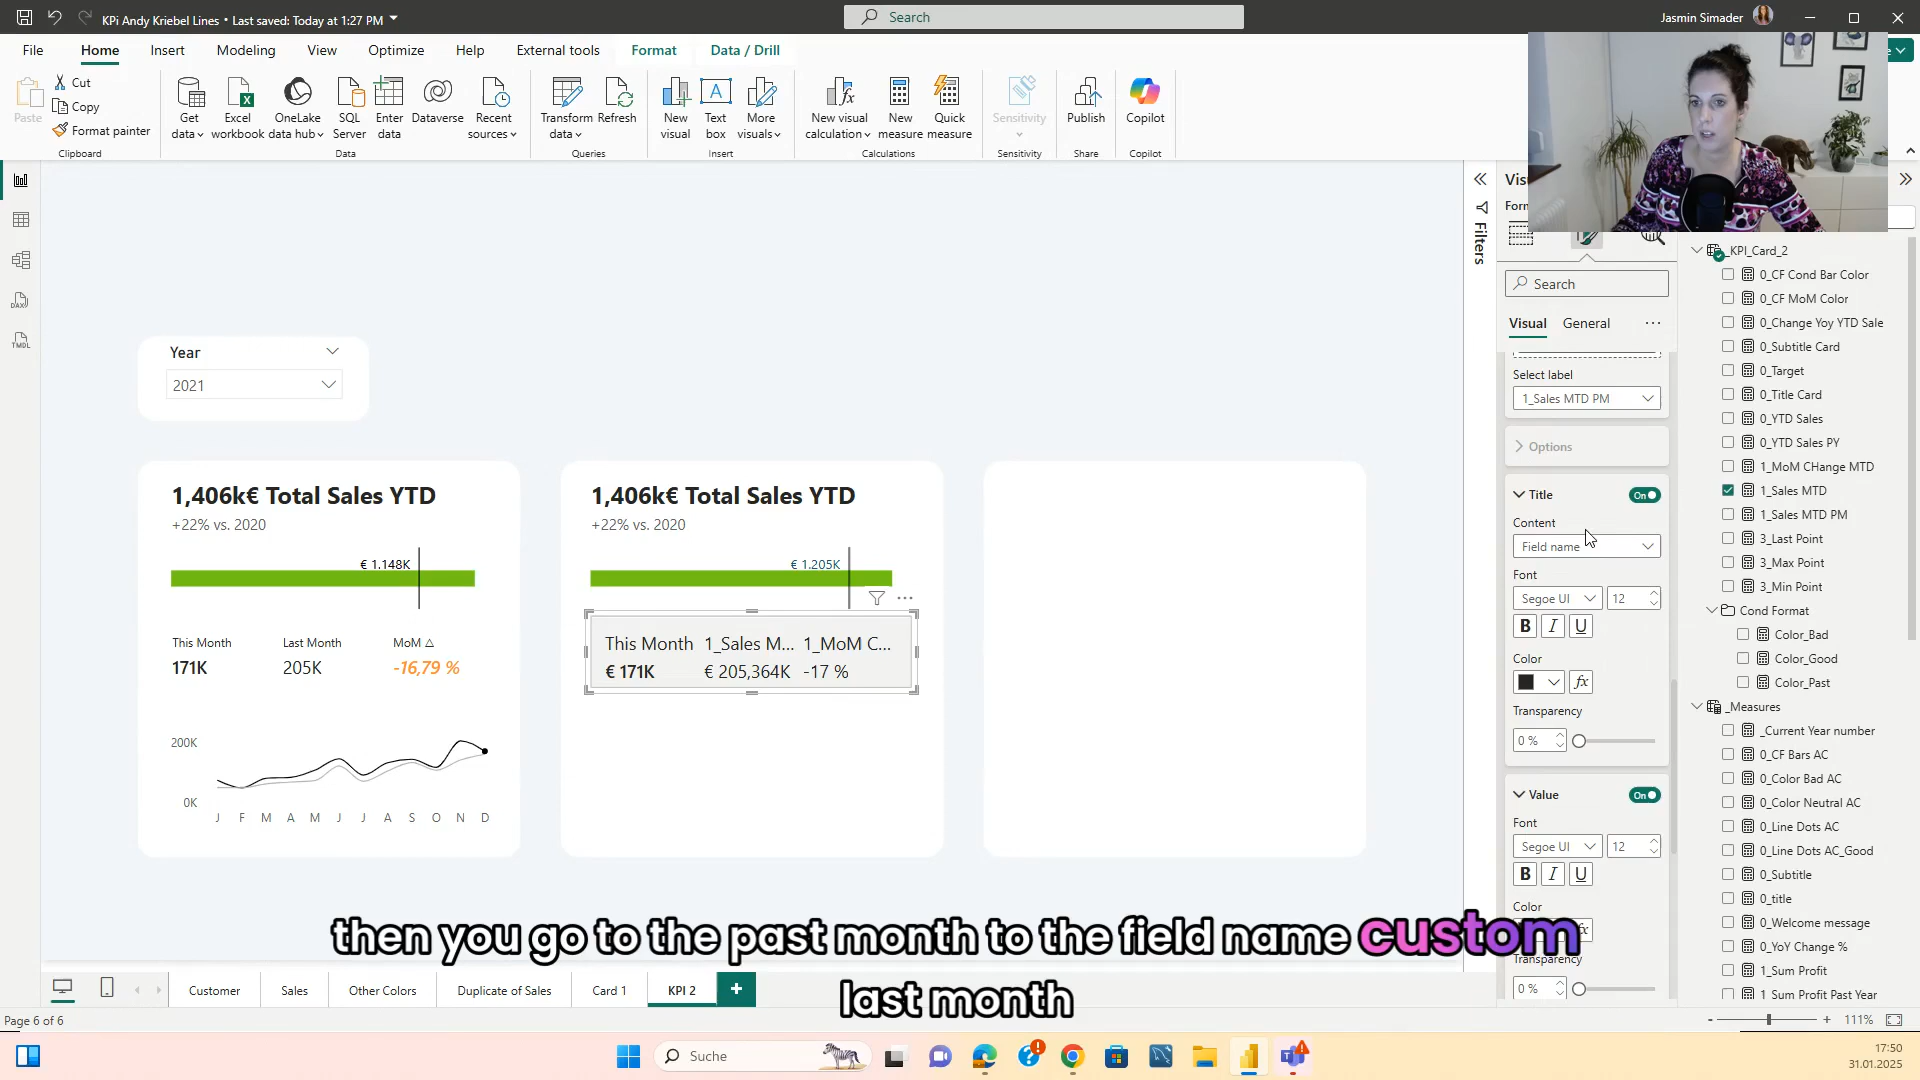 KPi Andy Kriebel Lines • Last saved: Today at 1:27 PM
Search
Jasmin Simader
File Home Insert Modeling View Optimize Help External tools Format Data / Drill
Paste
Cut
Copy
Format painter
Clipboard
Get data
Excel workbook
OneLake data hub
SQL Server
Enter data
Dataverse
Recent sources
Data
Transform data
Refresh
Queries
New visual
Text box
More visuals
Insert
New visual calculation
New measure
Quick measure
Calculations
Sensitivity
Sensitivity
Publish
Share
Copilot
Copilot
Year
2021
1,406k€ Total Sales YTD
+22% vs. 2020
€ 1.148K
This Month Last Month MoM △
171K 205K -16,79 %
200K
0K
J F M A M J J A S O N D
1,406k€ Total Sales YTD
+22% vs. 2020
€ 1.205K
This Month 1_Sales M... 1_MoM C...
€ 171K € 205,364K -17 %
Filters
Search
Visual General
Select label
1_Sales MTD PM
Options
Title On
Content
Field name
Font
Segoe UI 12
B I U
Color
fx
Transparency
0 %
Value On
Font
Segoe UI 12
B I U
Color
Transparency
0 %
_KPI_Card_2
0_CF Cond Bar Color
0_CF MoM Color
0_Change Yoy YTD Sale
0_Subtitle Card
0_Target
0_Title Card
0_YTD Sales
0_YTD Sales PY
1_MoM CHange MTD
1_Sales MTD
1_Sales MTD PM
3_Last Point
3_Max Point
3_Min Point
Cond Format
Color_Bad
Color_Good
Color_Past
_Measures
_Current Year number
0_CF Bars AC
0_Color Bad AC
0_Color Neutral AC
0_Line Dots AC
0_Line Dots AC_Good
0_Subtitle
0_title
0_Welcome message
0_YoY Change %
1_Sum Profit
1_Sum Profit Past Year
then you go to the past month to the field name custom
last month
Customer Sales Other Colors Duplicate of Sales Card 1 KPI 2 +
Page 6 of 6
- + 111%
Suche
17:50
31.01.2025